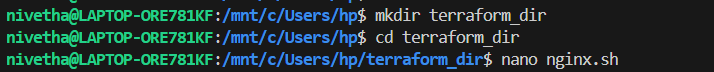 nivetha@LAPTOP-ORE781KF:/mnt/c/Users/hp$ mkdir terraform_dir
nivetha@LAPTOP-ORE781KF:/mnt/c/Users/hp$ cd terraform_dir
nivetha@LAPTOP-ORE781KF:/mnt/c/Users/hp/terraform_dir$ nano nginx.sh